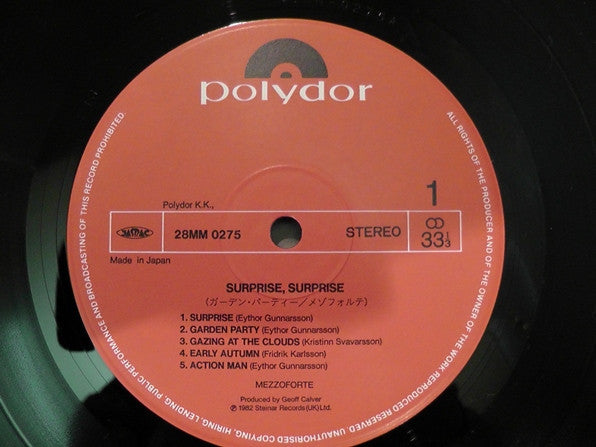 polydor
Polydor K.K.,
1
JASRAC
28MM 0275
STEREO
33 1/3
Made in Japan
SURPRISE, SURPRISE
(ガーデン・パーティー/メゾフォルテ)
1. SURPRISE (Eythor Gunnarsson)
2. GARDEN PARTY (Eythor Gunnarsson)
3. GAZING AT THE CLOUDS (Kristinn Svavarsson)
4. EARLY AUTUMN (Fridrik Karlsson)
5. ACTION MAN (Eythor Gunnarsson)
MEZZOFORTE
Produced by Geoff Calver
Ⓟ1982 Steinar Records(UK)Ltd.
ALL RIGHTS OF THE PRODUCER AND OF THE OWNER OF THE WORK REPRODUCED RESERVED. UNAUTHORISED COPYING, HIRING, LENDING, PUBLIC PERFORMANCE AND BROADCASTING OF THIS RECORD PROHIBITED.